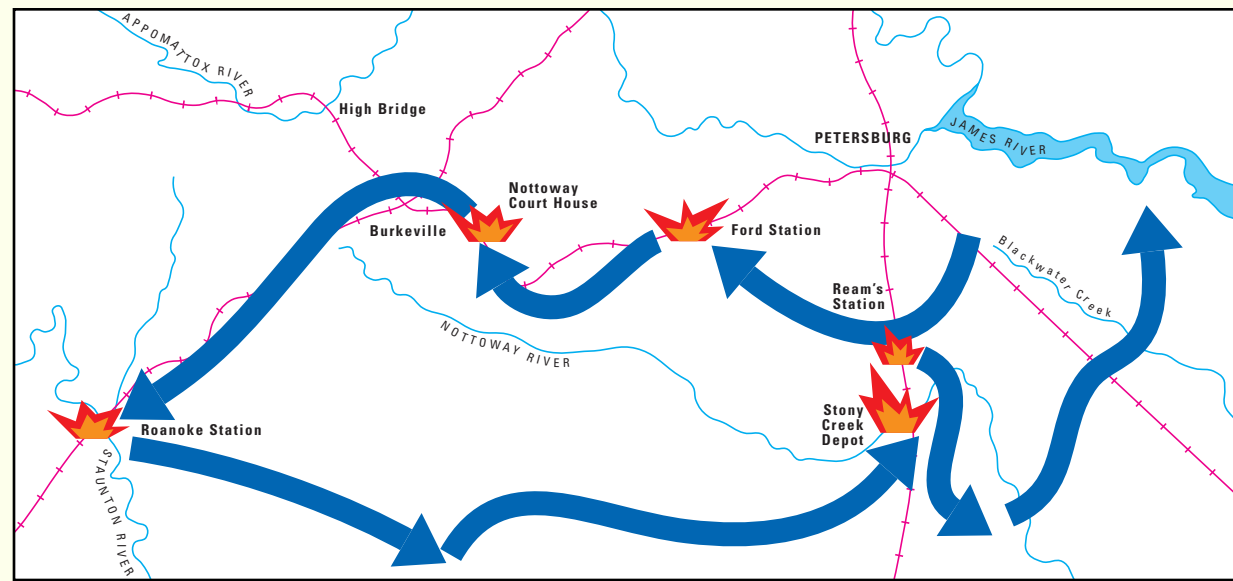 APPOMATTOX RIVER
High Bridge
PETERSBURG
JAMES RIVER
Nottoway
Court House
Burkeville
Ford Station
Blackwater Creek
Ream's
Station
NOTTOWAY RIVER
Stony
Creek
Depot
Roanoke Station
STAUNTON RIVER